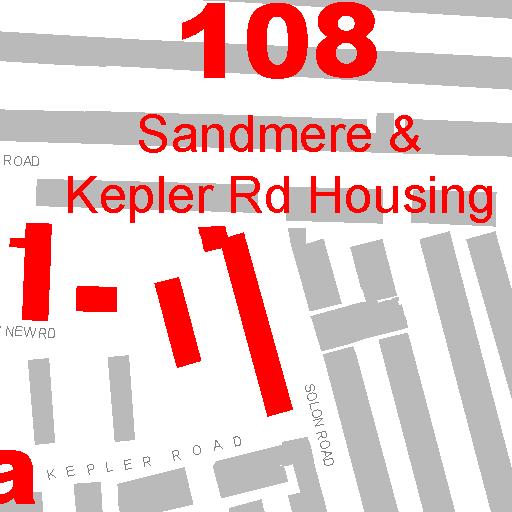 108
Sandmere &
ROAD
Kepler Rd Housing
NEWRD
SOLON ROAD
KEPLER ROAD
a